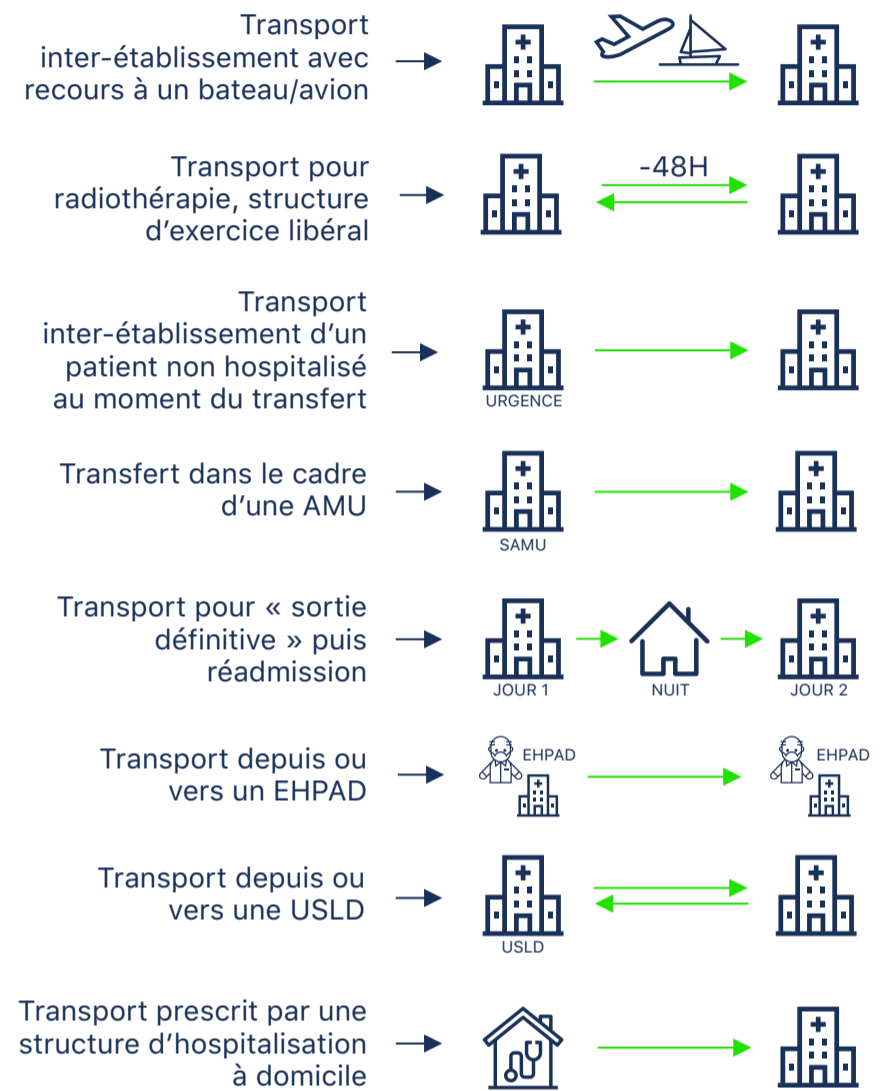 Transport
inter-établissement avec
recours à un bateau/avion
Transport pour
radiothérapie, structure
d’exercice libéral
-48H
Transport
inter-établissement d’un
patient non hospitalisé
au moment du transfert
URGENCE
Transfert dans le cadre
d’une AMU
SAMU
Transport pour « sortie
définitive » puis
réadmission
JOUR 1
NUIT
JOUR 2
Transport depuis ou
vers un EHPAD
EHPAD
EHPAD
Transport depuis ou
vers une USLD
USLD
Transport prescrit par une
structure d’hospitalisation
à domicile